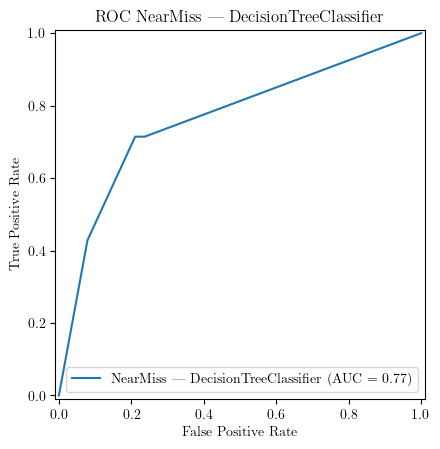 ROC NearMiss — DecisionTreeClassifier
1.0
0.8
0.6
0.4
0.2
0.0
True Positive Rate
NearMiss — DecisionTreeClassifier (AUC = 0.77)
0.0 0.2 0.4 0.6 0.8 1.0
False Positive Rate